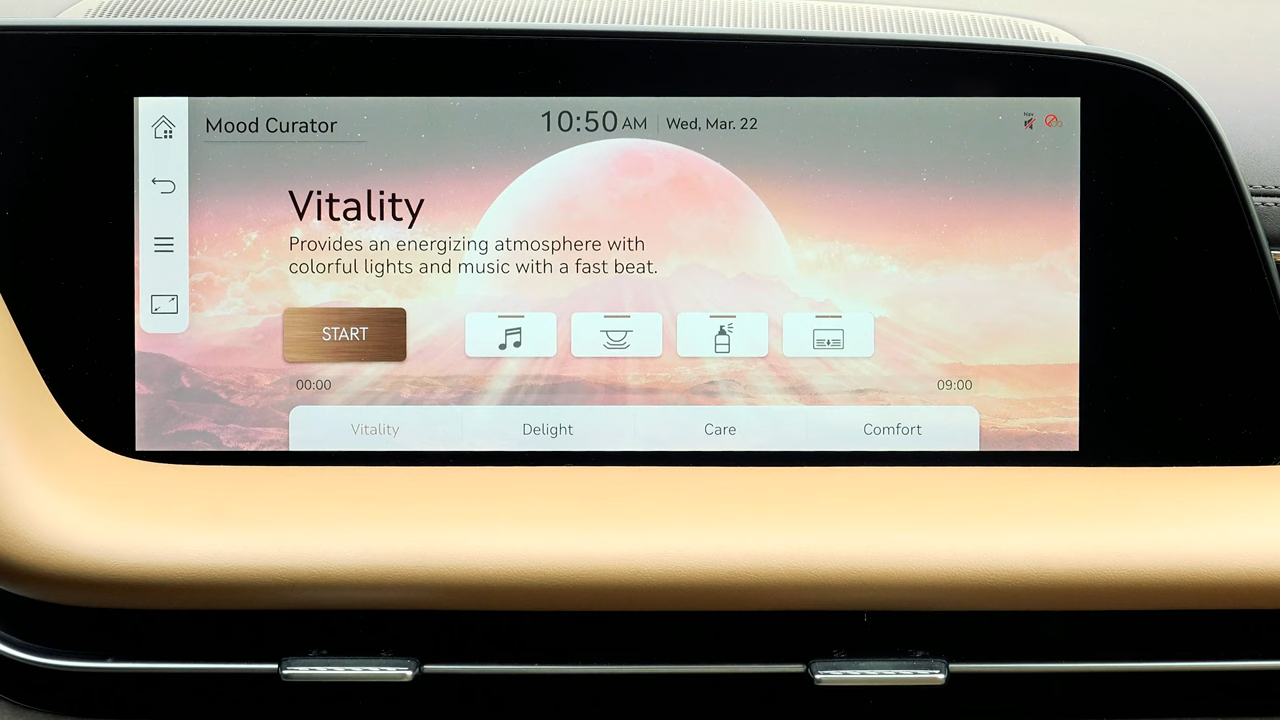 Mood Curator
10:50 AM
Wed, Mar. 22
Nav
Vitality
Provides an energizing atmosphere with
colorful lights and music with a fast beat.
START
00:00
09:00
Vitality
Delight
Care
Comfort